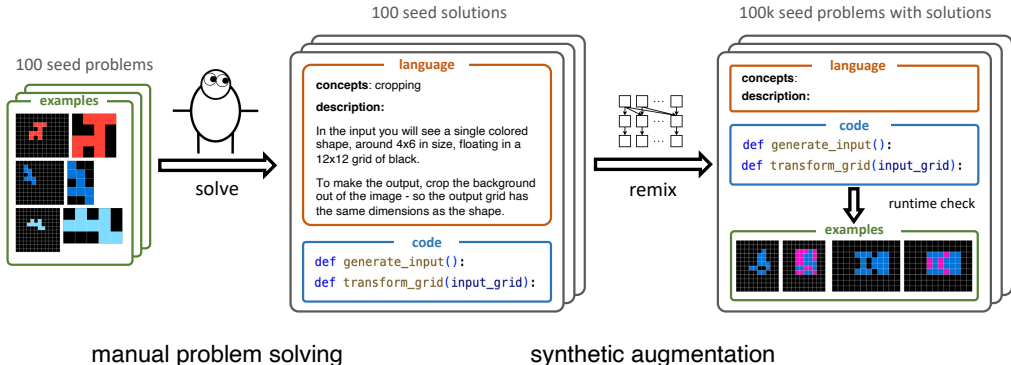 100 seed problems
examples
solve
100 seed solutions
language
concepts: cropping
description:
In the input you will see a single colored
shape, around 4x6 in size, floating in a
12x12 grid of black.
To make the output, crop the background
out of the image - so the output grid has
the same dimensions as the shape.
code
def generate_input():
def transform_grid(input_grid):
remix
100k seed problems with solutions
language
concepts:
description:
code
def generate_input():
def transform_grid(input_grid):
runtime check
examples
manual problem solving
synthetic augmentation